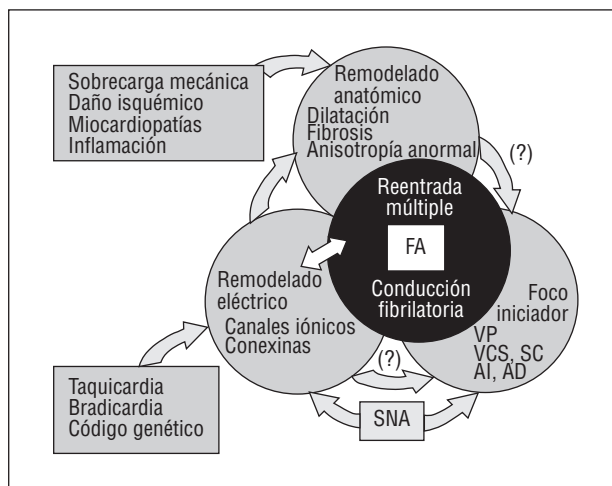 Sobrecarga mecánica
Daño isquémico
Miocardiopatías
Inflamación
Remodelado
anatómico
Dilatación
Fibrosis
Anisotropía anormal
(?)
Reentrada
múltiple
FA
Conducción
fibrilatoria
Remodelado
eléctrico
Canales iónicos
Conexinas
Foco
iniciador
VP
VCS, SC
AI, AD
(?)
Taquicardia
Bradicardia
Código genético
SNA